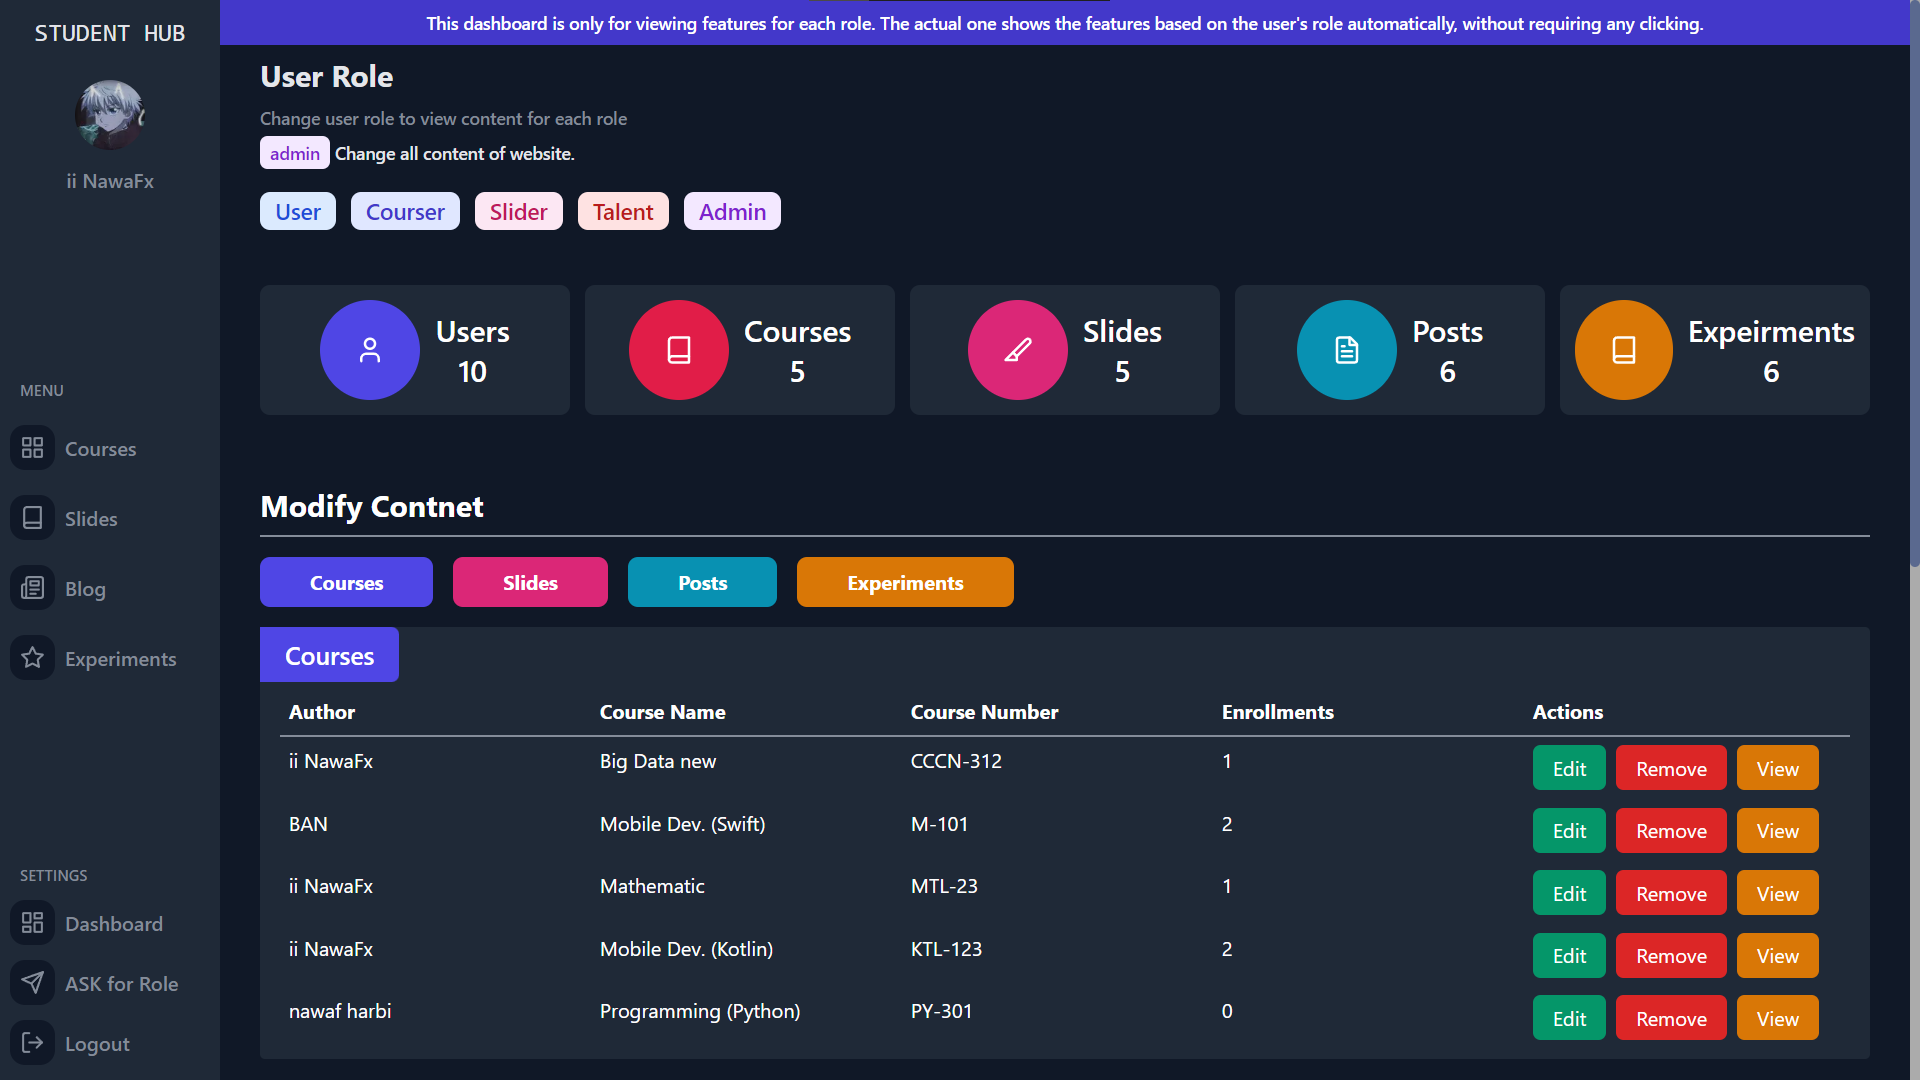 STUDENT HUB
ii NawaFx
MENU
Courses
Slides
Blog
Experiments
SETTINGS
Dashboard
ASK for Role
Logout
This dashboard is only for viewing features for each role. The actual one shows the features based on the user's role automatically, without requiring any clicking.
User Role
Change user role to view content for each role
admin Change all content of website.
User Courser Slider Talent Admin
Users
10
Courses
5
Slides
5
Posts
6
Expeirments
6
Modify Contnet
Courses Slides Posts Experiments
Courses
Author Course Name Course Number Enrollments Actions
ii NawaFx Big Data new CCCN-312 1 Edit Remove View
BAN Mobile Dev. (Swift) M-101 2 Edit Remove View
ii NawaFx Mathematic MTL-23 1 Edit Remove View
ii NawaFx Mobile Dev. (Kotlin) KTL-123 2 Edit Remove View
nawaf harbi Programming (Python) PY-301 0 Edit Remove View